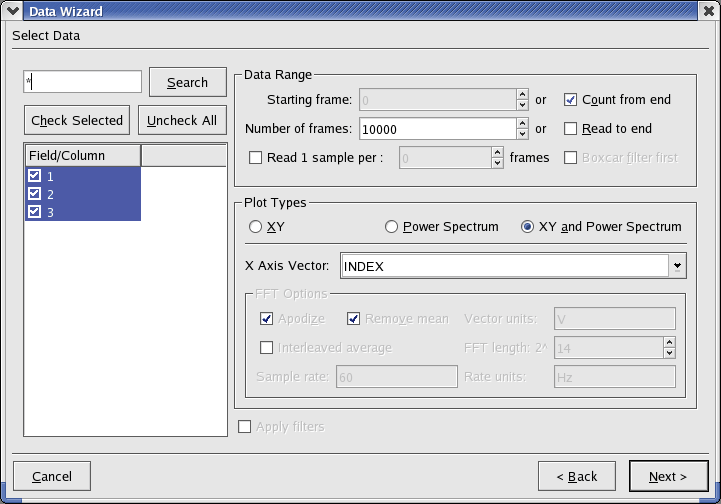 Data Wizard
Select Data
*
Search
Check Selected
Uncheck All
Field/Column
1
2
3
Data Range
Starting frame: 0 or Count from end
Number of frames: 10000 or Read to end
Read 1 sample per : 0 frames Boxcar filter first
Plot Types
XY Power Spectrum XY and Power Spectrum
X Axis Vector: INDEX
FFT Options
Apodize Remove mean Vector units: V
Interleaved average FFT length: 2^ 14
Sample rate: 60 Rate units: Hz
Apply filters
Cancel
< Back
Next >